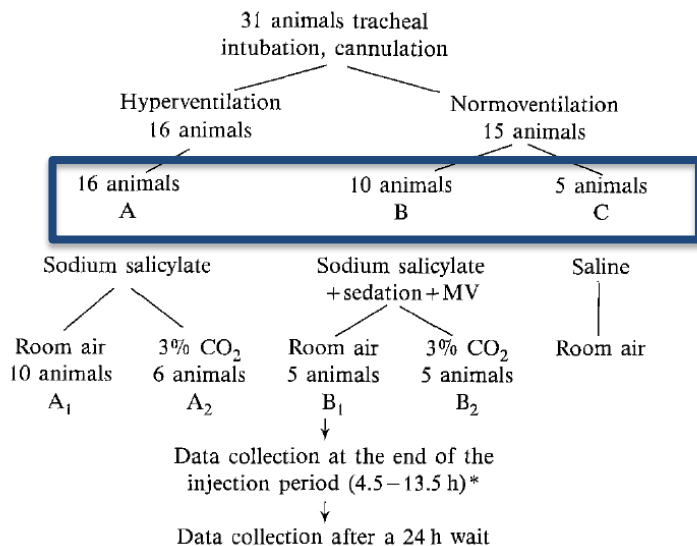 31 animals tracheal
intubation, cannulation
Hyperventilation
16 animals
Normoventilation
15 animals
16 animals
A
10 animals
B
5 animals
C
Sodium salicylate
Sodium salicylate
+sedation+MV
Saline
Room air
10 animals
A₁
3% CO₂
6 animals
A₂
Room air
5 animals
B₁
3% CO₂
5 animals
B₂
Room air
Data collection at the end of the
injection period (4.5–13.5 h)*
Data collection after a 24 h wait